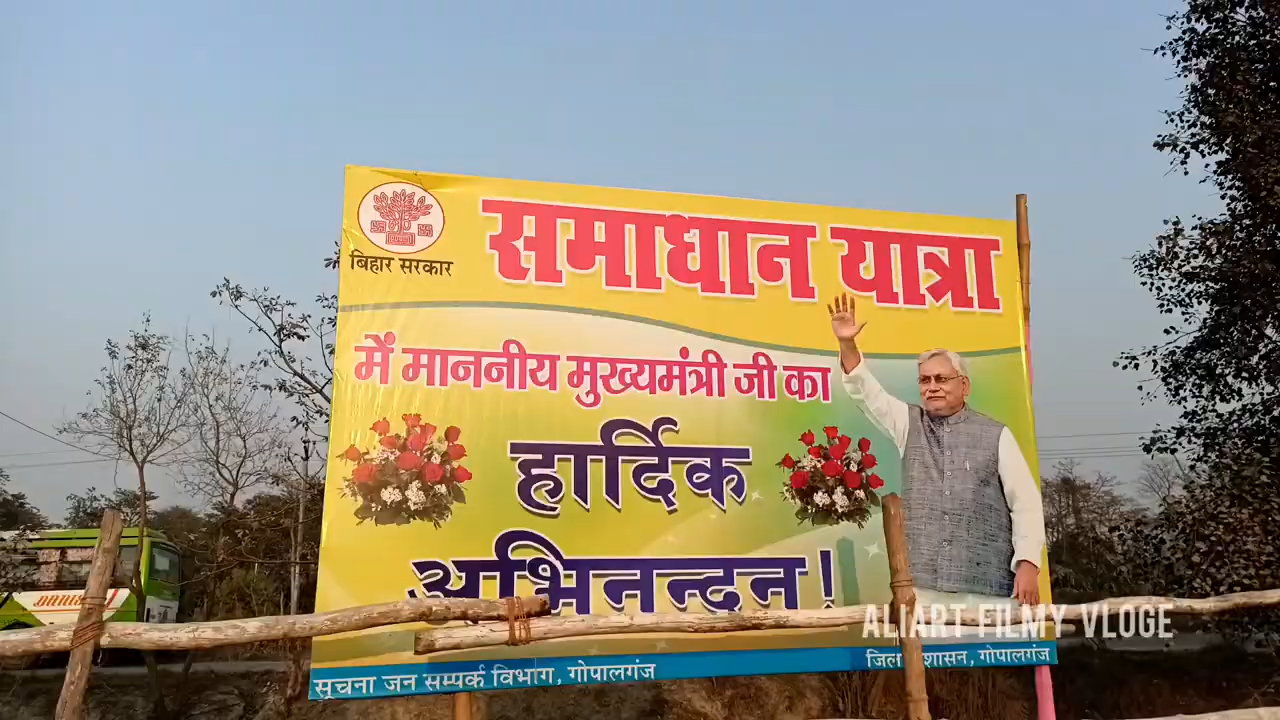 बिहार सरकार
समाधान यात्रा
में माननीय मुख्यमंत्री जी का
हार्दिक
अभिनन्दन!
सूचना जन सम्पर्क विभाग, गोपालगंज
जिला प्रशासन, गोपालगंज
ALIART FILMY VLOGE